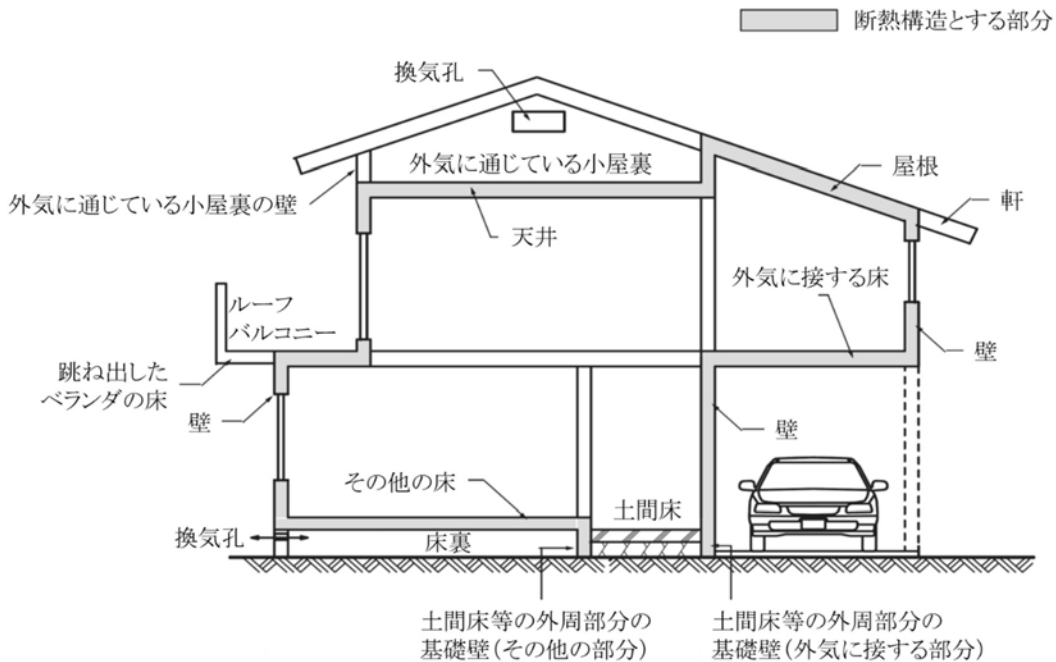 断熱構造とする部分
換気孔
外気に通じている小屋裏
屋根
外気に通じている小屋裏の壁
軒
天井
外気に接する床
ルーフ
バルコニー
壁
跳ね出した
ベランダの床
壁
壁
その他の床
土間床
換気孔
床裏
土間床等の外周部分の
基礎壁(その他の部分)
土間床等の外周部分の
基礎壁(外気に接する部分)